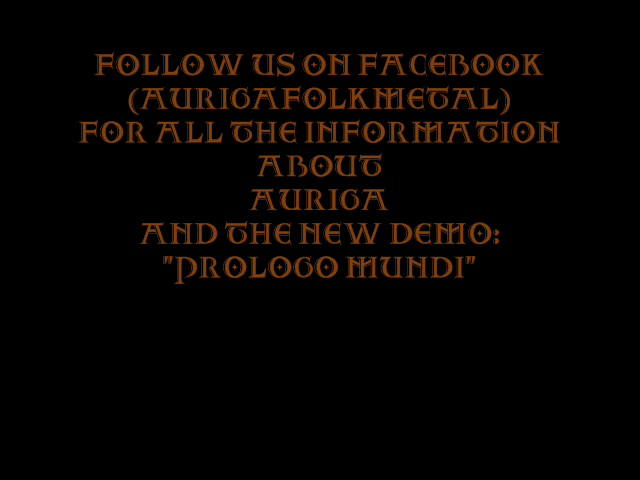 FOLLOW US ON FACEBOOK
(AURIGAFOLKMETAL)
FOR ALL THE INFORMATION
ABOUT
AURIGA
AND THE NEW DEMO:
"PROLOGO MUNDI"